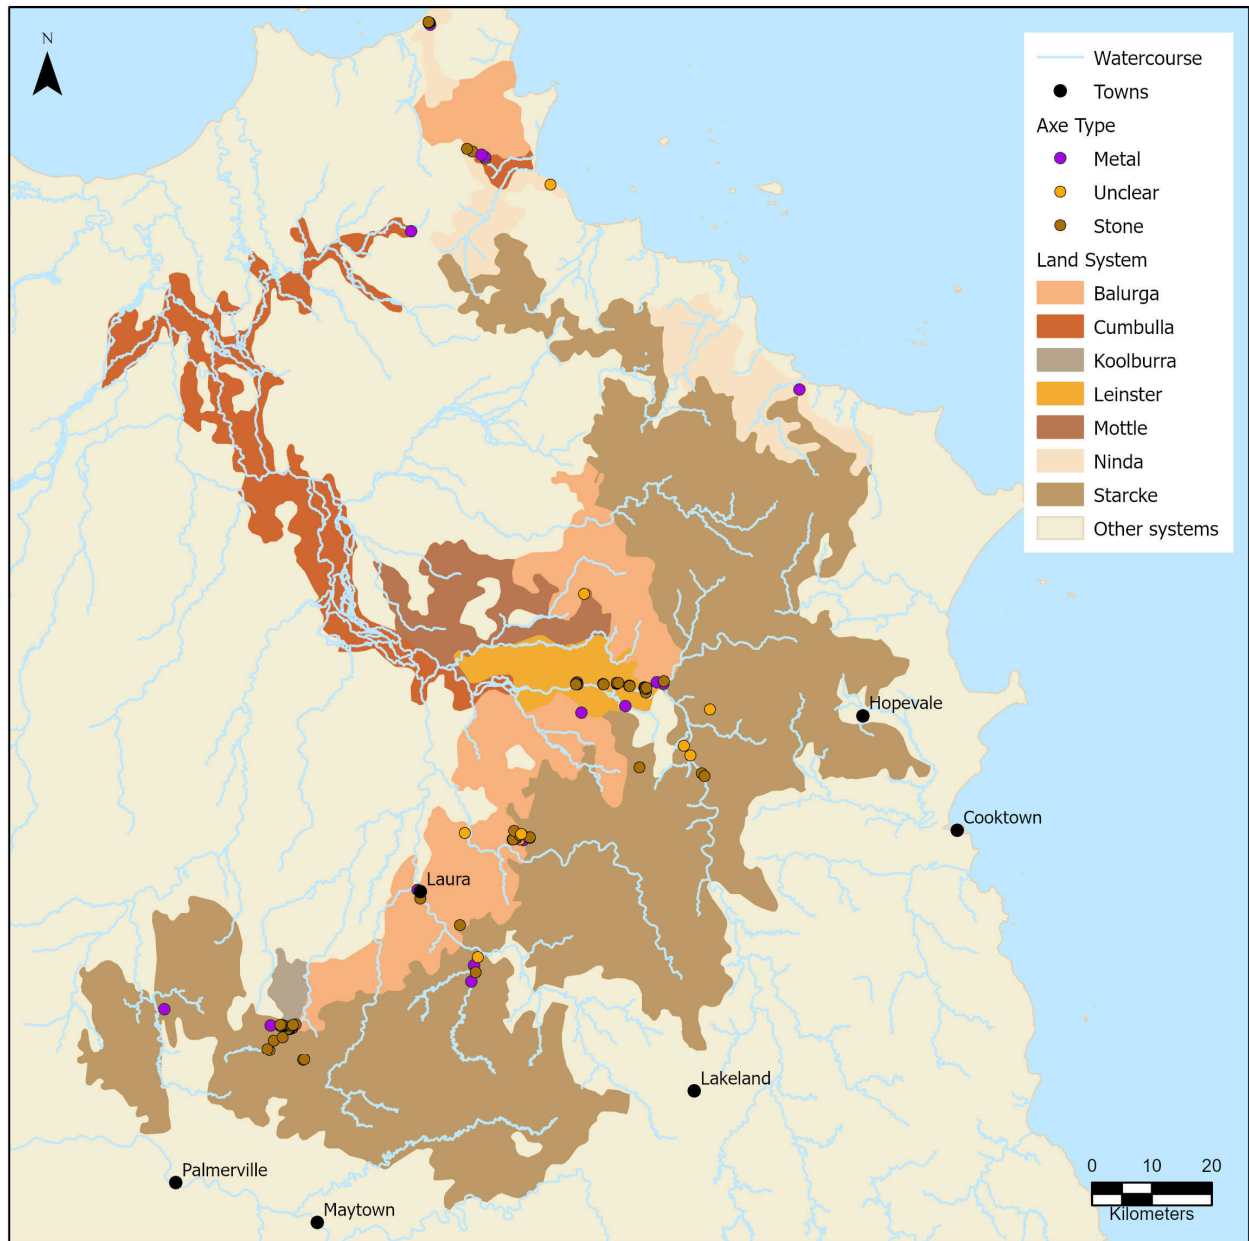 N
Watercourse
Towns
Axe Type
Metal
Unclear
Stone
Land System
Balurga
Cumbulla
Koolburra
Leinster
Mottle
Ninda
Starcke
Other systems
Hopevale
Cooktown
Laura
Lakeland
Palmerville
Maytown
0 10 20
Kilometers